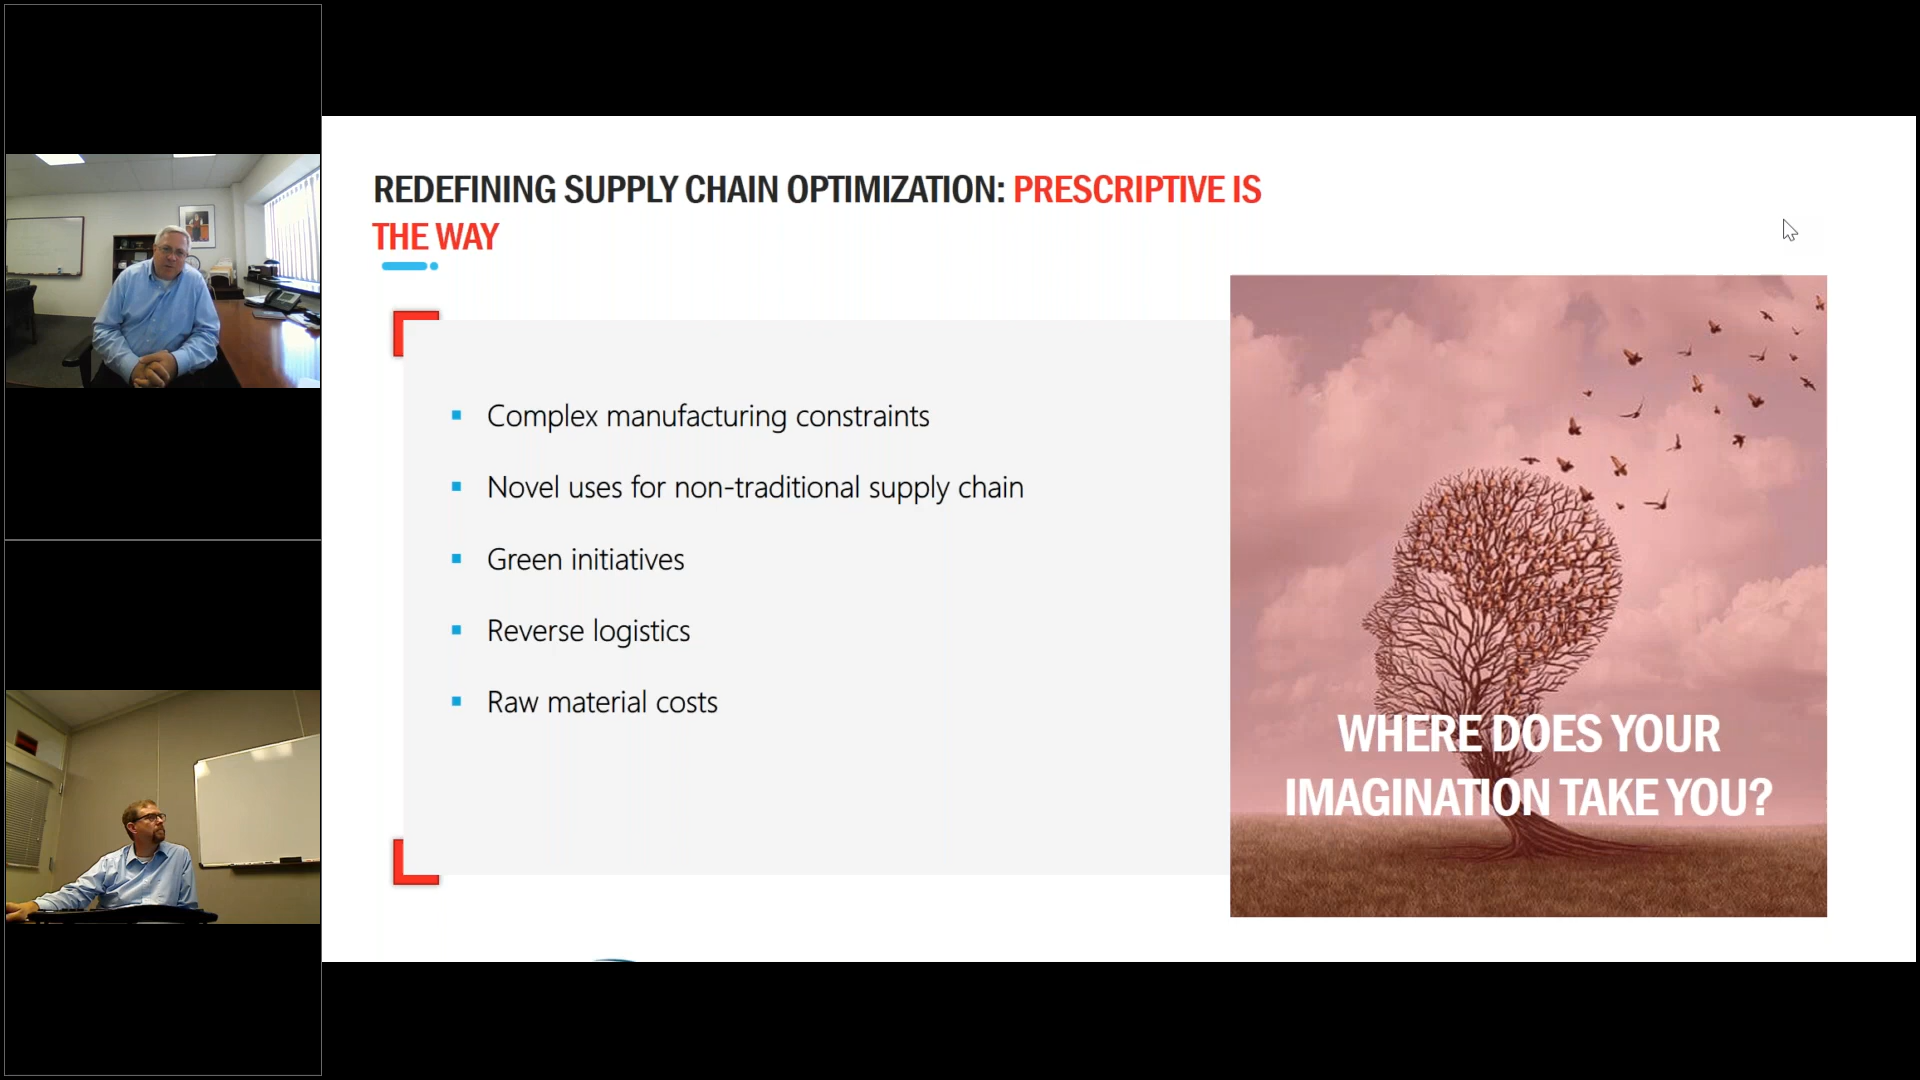 REDEFINING SUPPLY CHAIN OPTIMIZATION: PRESCRIPTIVE IS
THE WAY
Complex manufacturing constraints
Novel uses for non-traditional supply chain
Green initiatives
Reverse logistics
Raw material costs
WHERE DOES YOUR
IMAGINATION TAKE YOU?